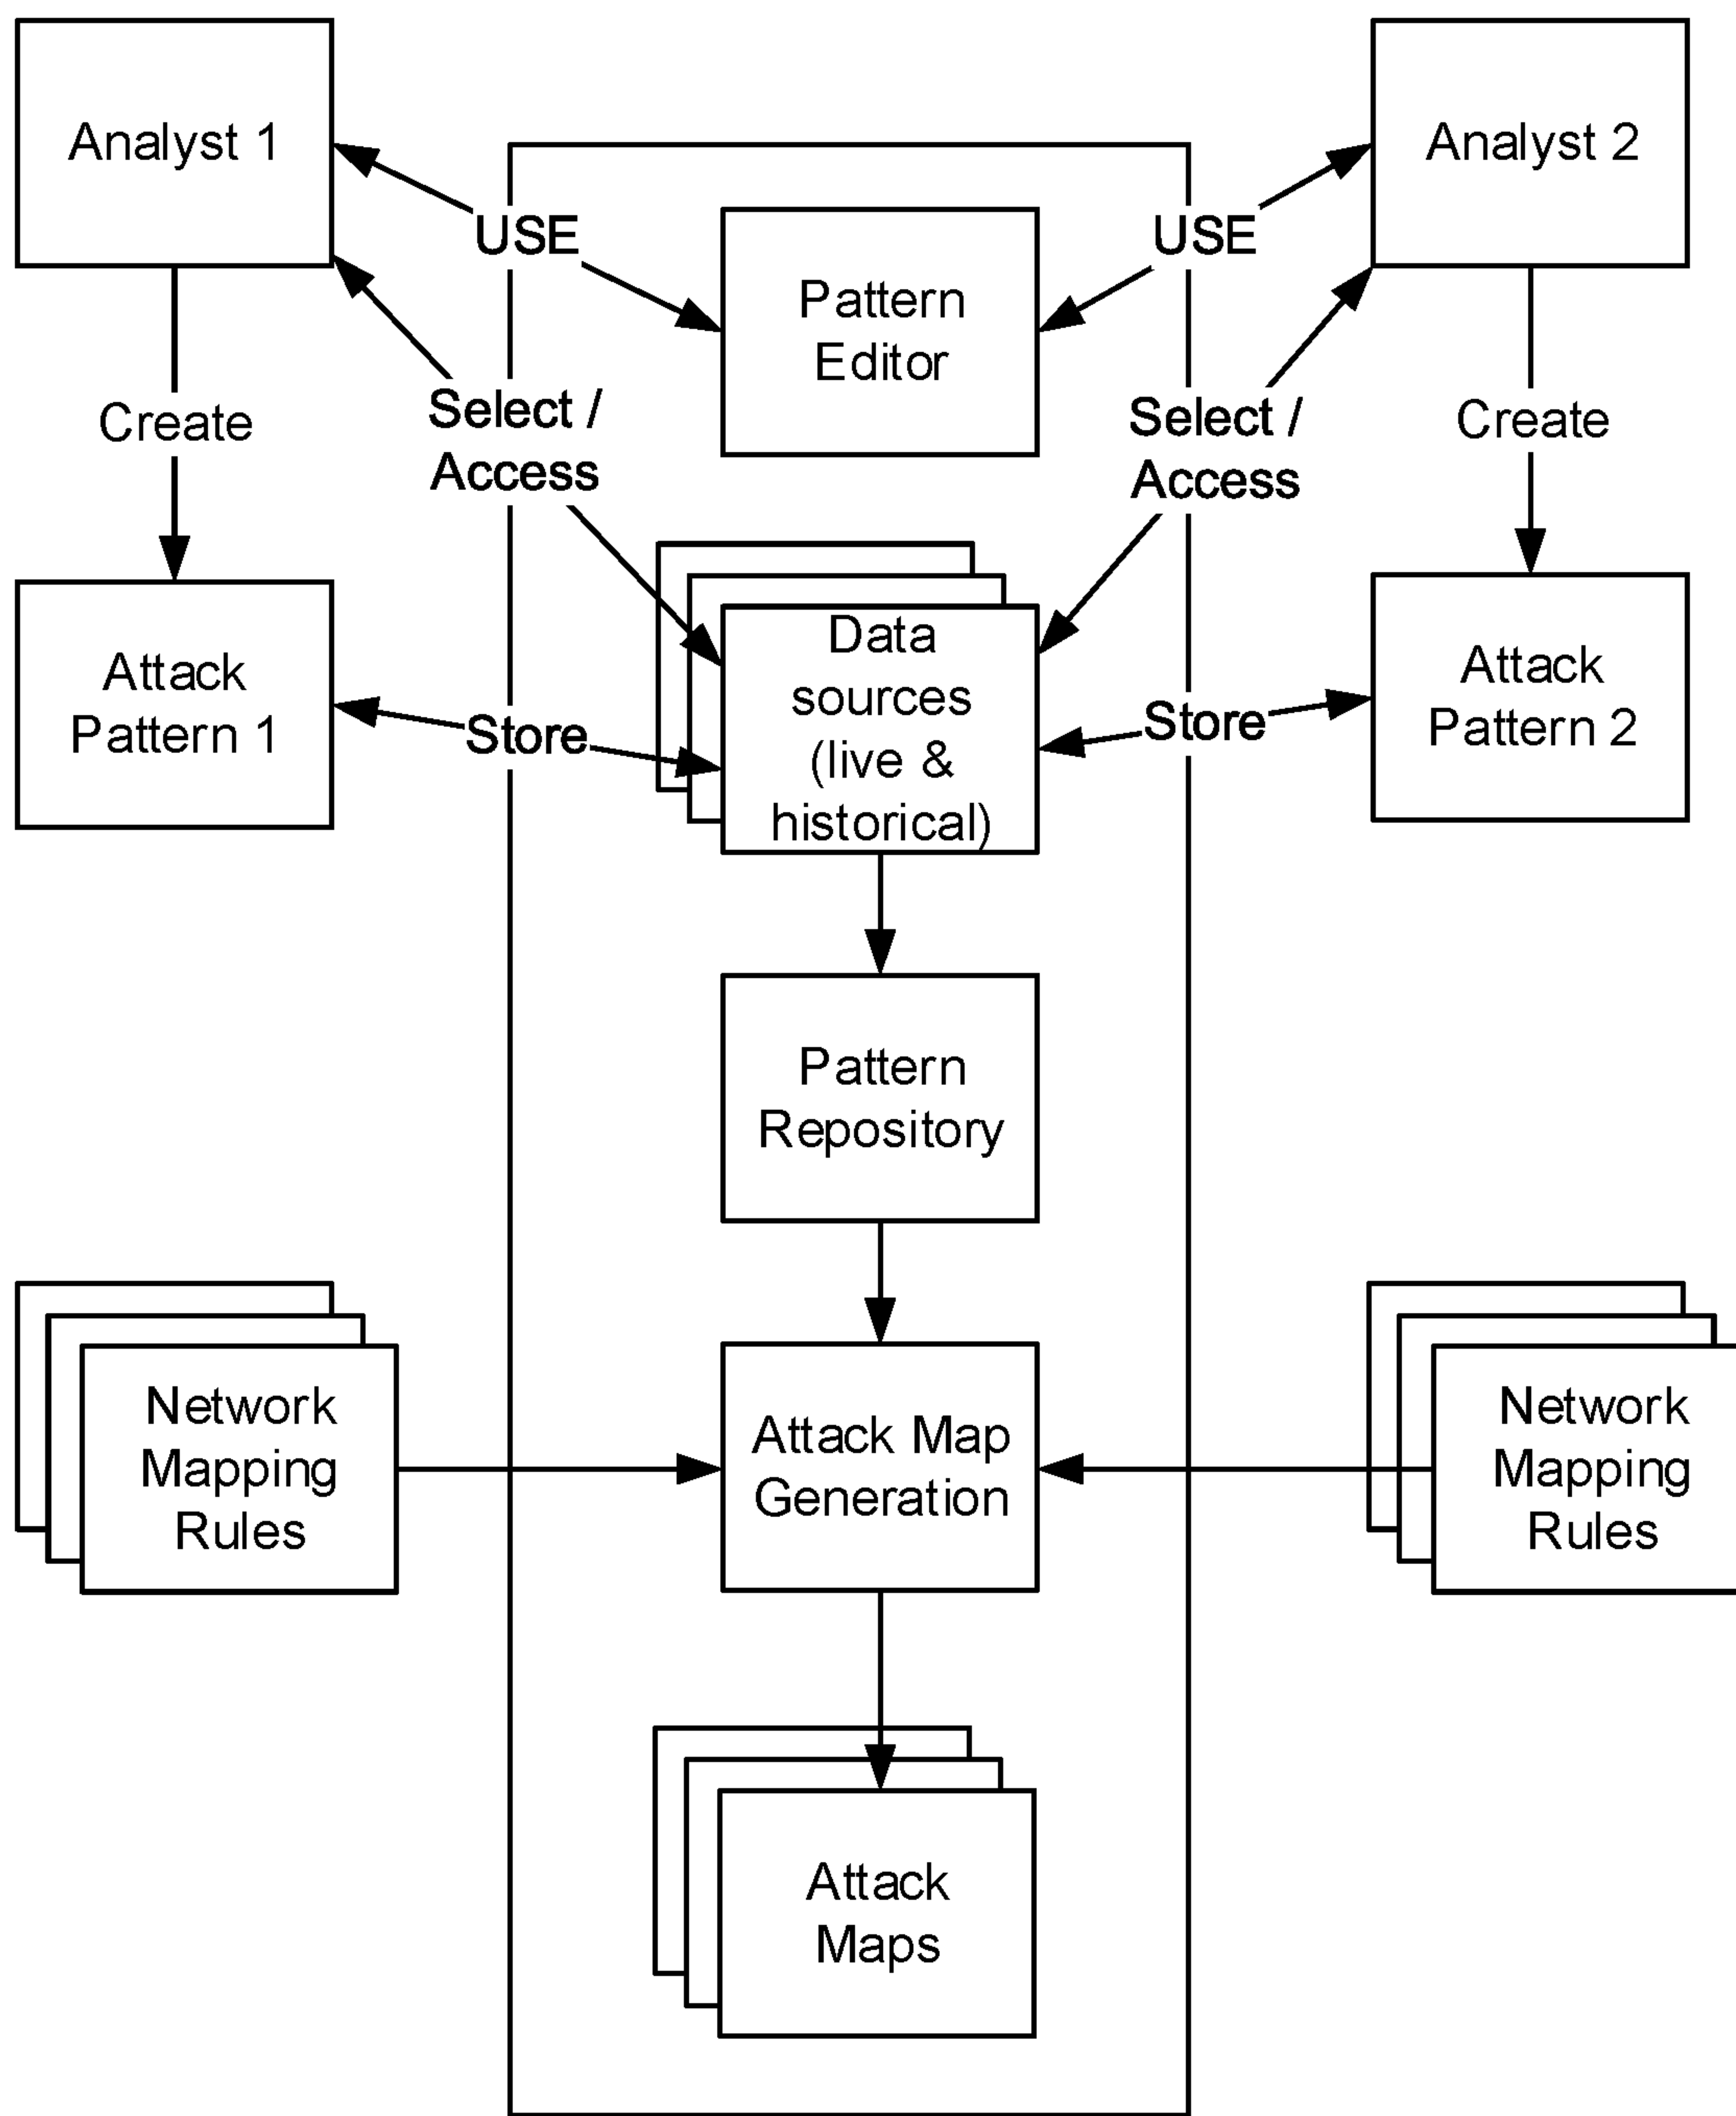 Analyst 1
Analyst 2
USE
USE
Pattern
Editor
Select /
Access
Select /
Access
Create
Create
Data
sources
(live &
historical)
Attack
Pattern 1
Attack
Pattern 2
Store
Store
Pattern
Repository
Network
Mapping
Rules
Attack Map
Generation
Network
Mapping
Rules
Attack
Maps